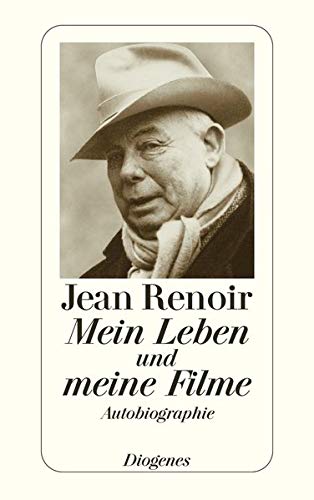 Jean Renoir
Mein Leben
und
meine Filme
Autobiographie
Diogenes